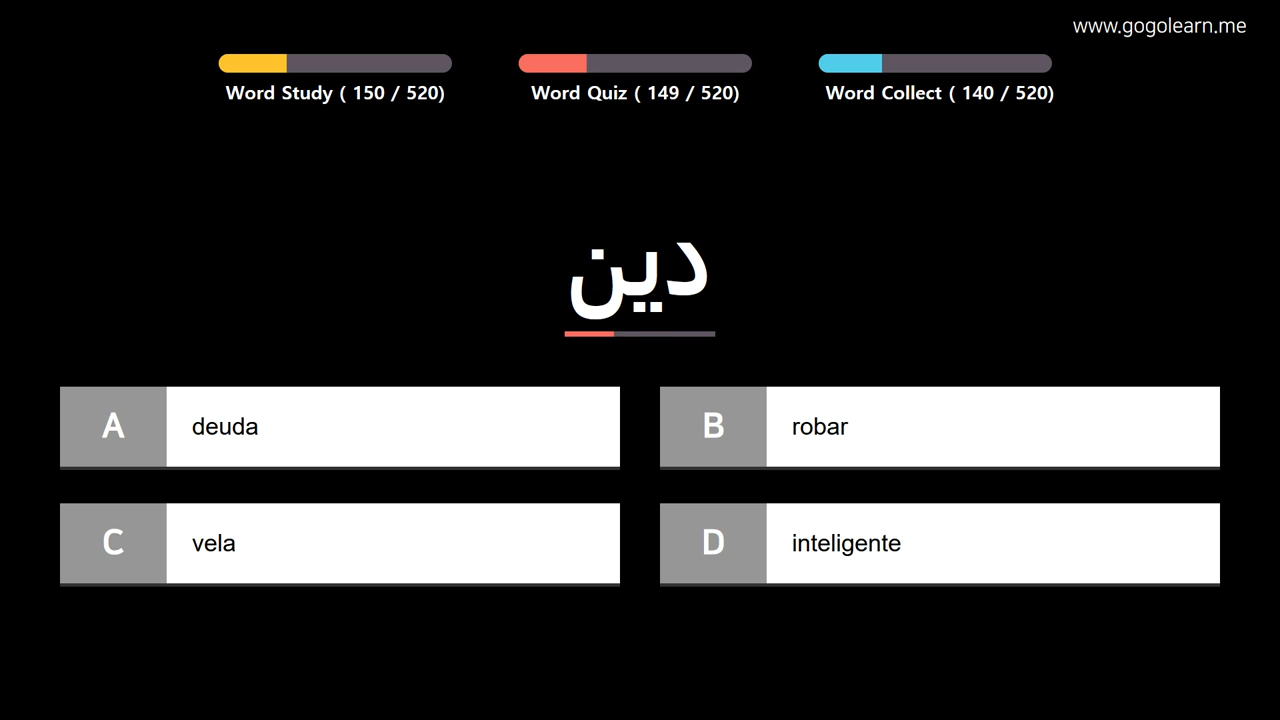 www.gogolearn.me
Word Study ( 150 / 520)
Word Quiz ( 149 / 520)
Word Collect ( 140 / 520)
دين
A deuda
B robar
C vela
D inteligente